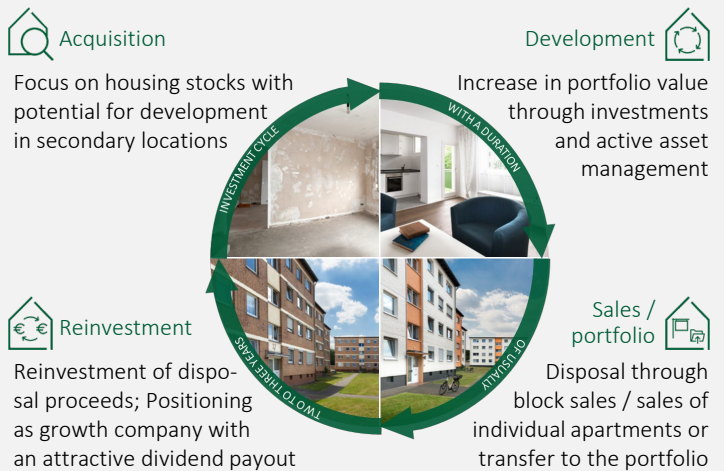 Acquisition
Focus on housing stocks with
potential for development
in secondary locations
Development
Increase in portfolio value
through investments
and active asset
management
INVESTMENT CYCLE
WITH A DURATION
OF USUALLY
TWO TO THREE YEARS
Reinvestment
Reinvestment of dispo-
sal proceeds; Positioning
as growth company with
an attractive dividend payout
Sales /
portfolio
Disposal through
block sales / sales of
individual apartments or
transfer to the portfolio
€ €